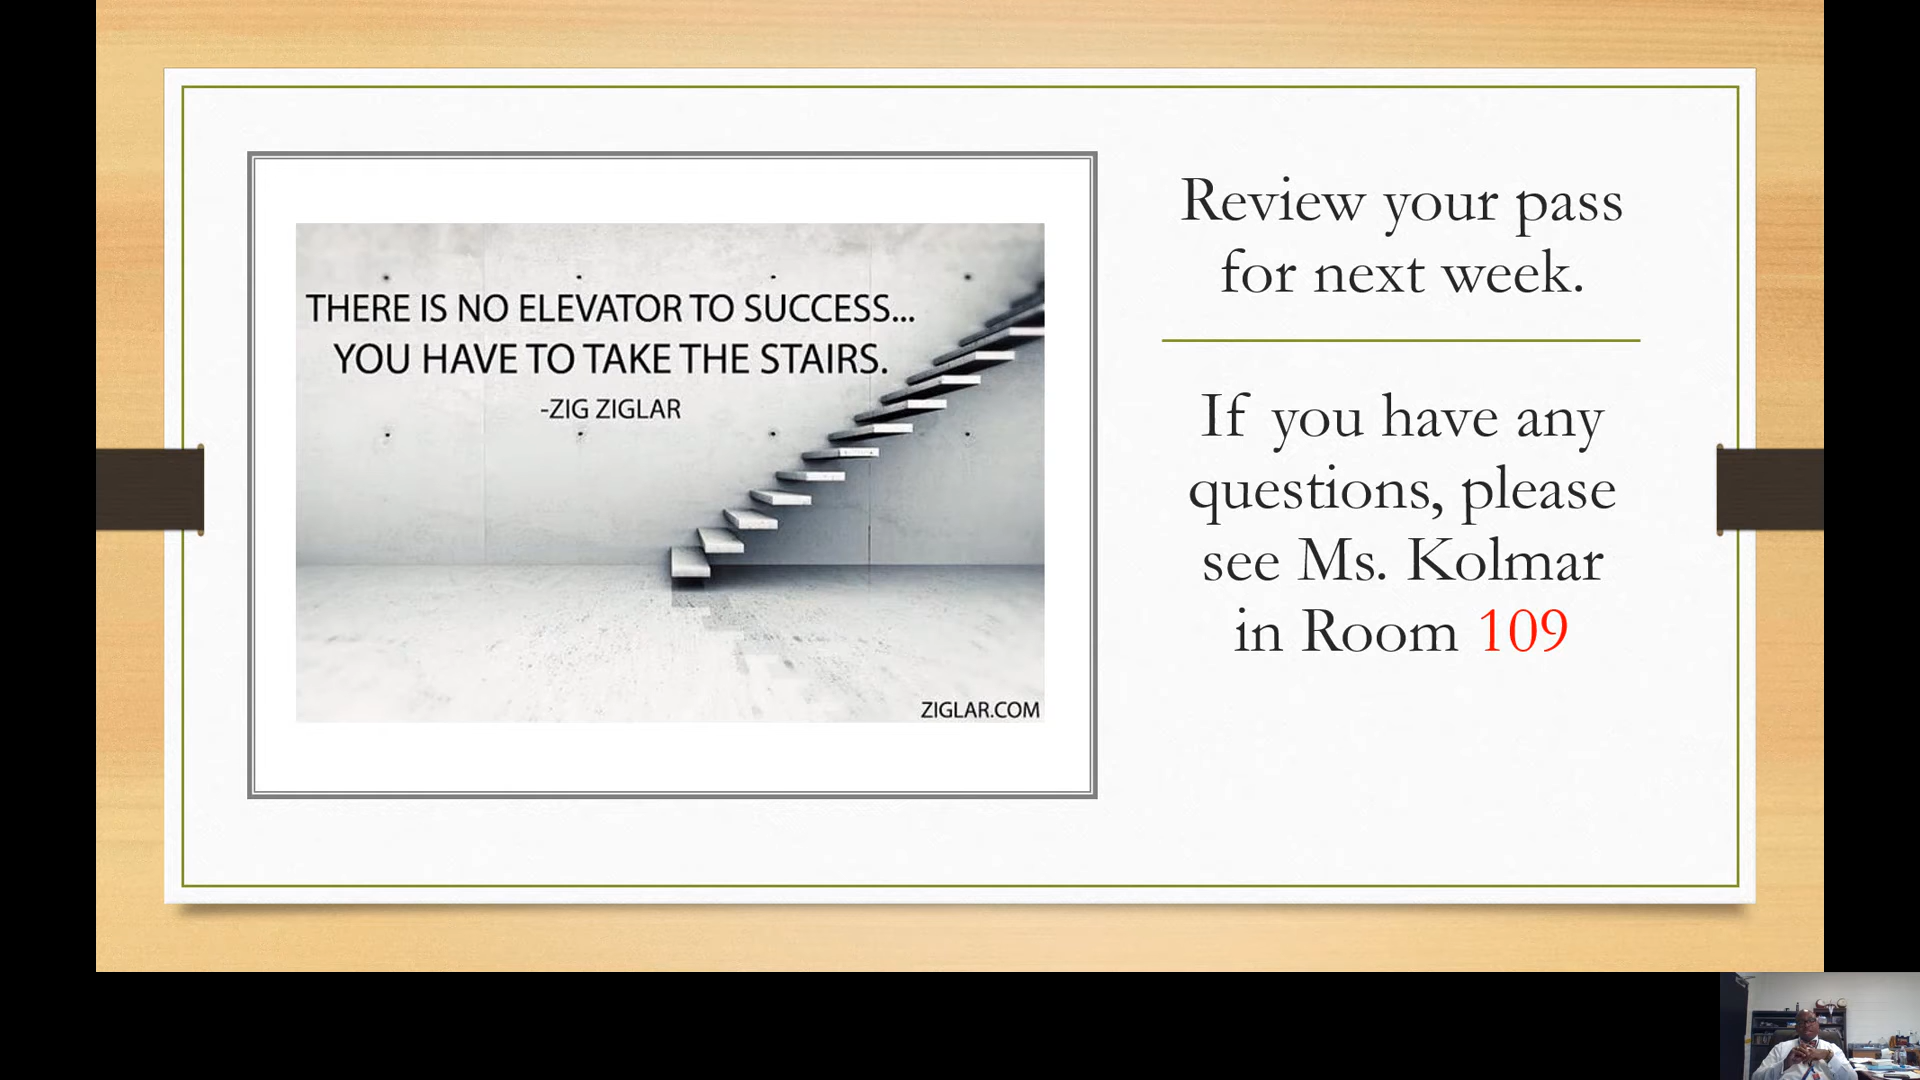 THERE IS NO ELEVATOR TO SUCCESS...
YOU HAVE TO TAKE THE STAIRS.
-ZIG ZIGLAR
ZIGLAR.COM
Review your pass
for next week.
If you have any
questions, please
see Ms. Kolmar
in Room 109